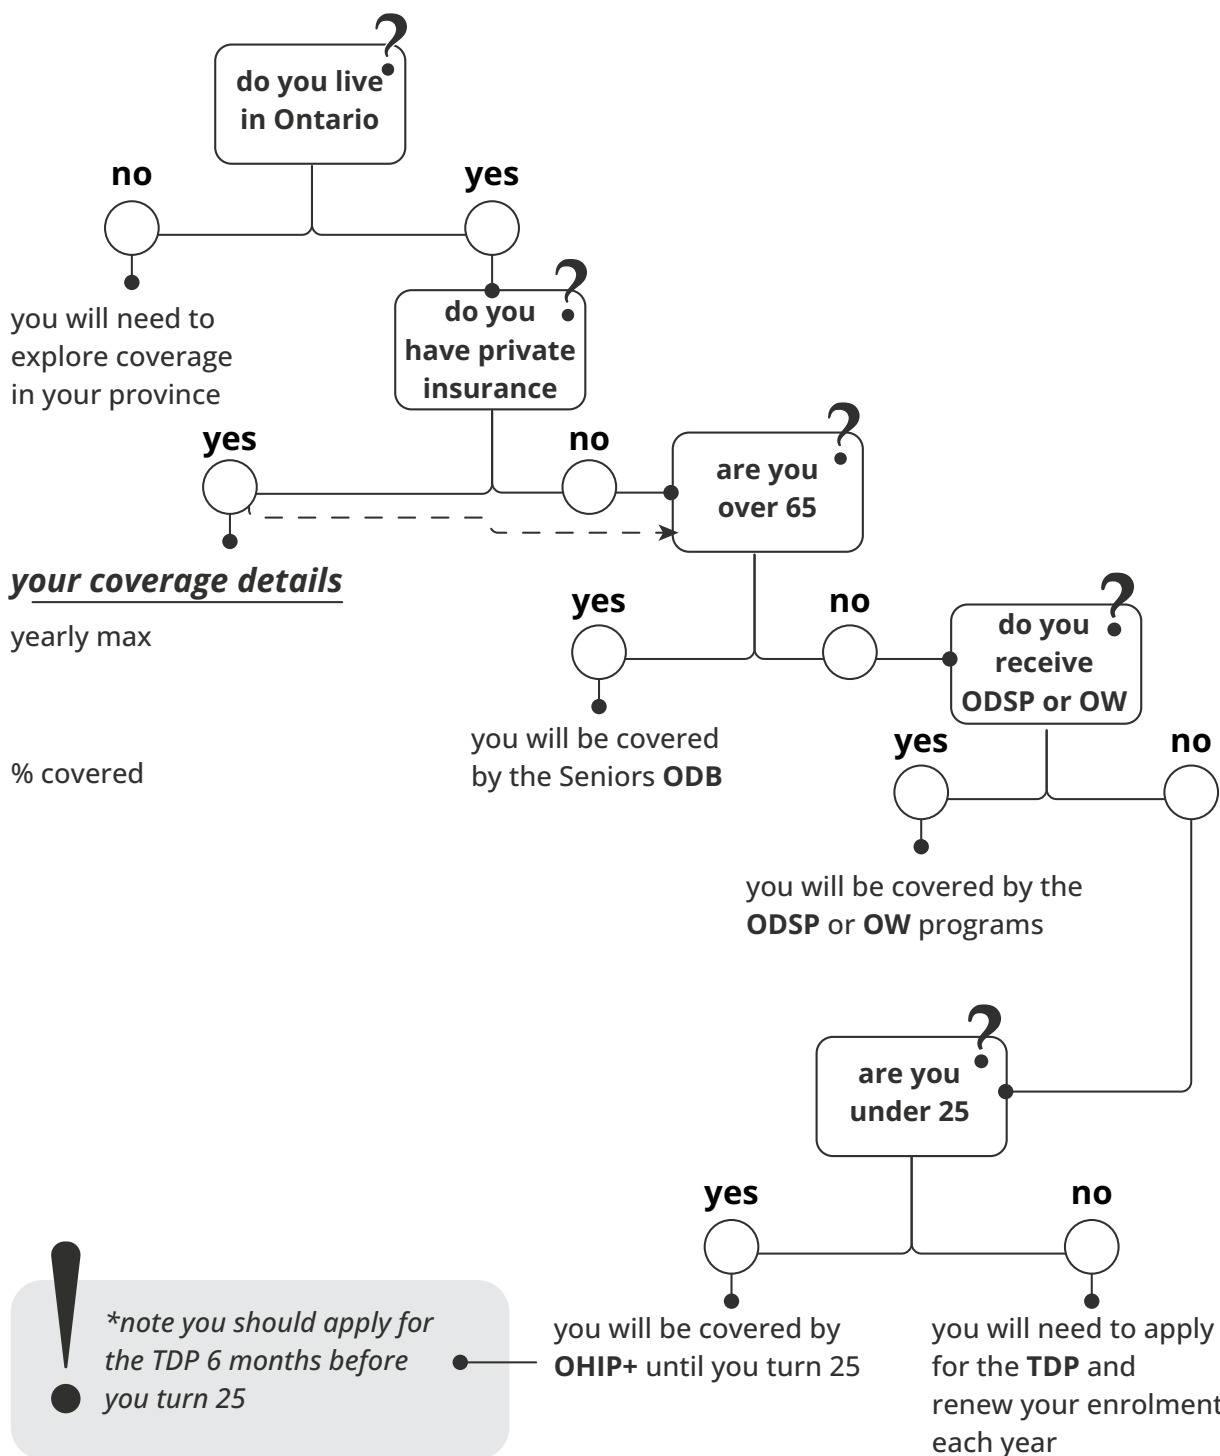 ?
do you live
in Ontario
no
yes
you will need to
explore coverage
in your province
?
do you
have private
insurance
yes
no
?
are you
over 65
your coverage details
yearly max
% covered
yes
no
you will be covered
by the Seniors ODB
?
do you
receive
ODSP or OW
yes
no
you will be covered by the
ODSP or OW programs
?
are you
under 25
yes
no
!
*note you should apply for
the TDP 6 months before
you turn 25
you will be covered by
OHIP+ until you turn 25
you will need to apply
for the TDP and
renew your enrolment
each year